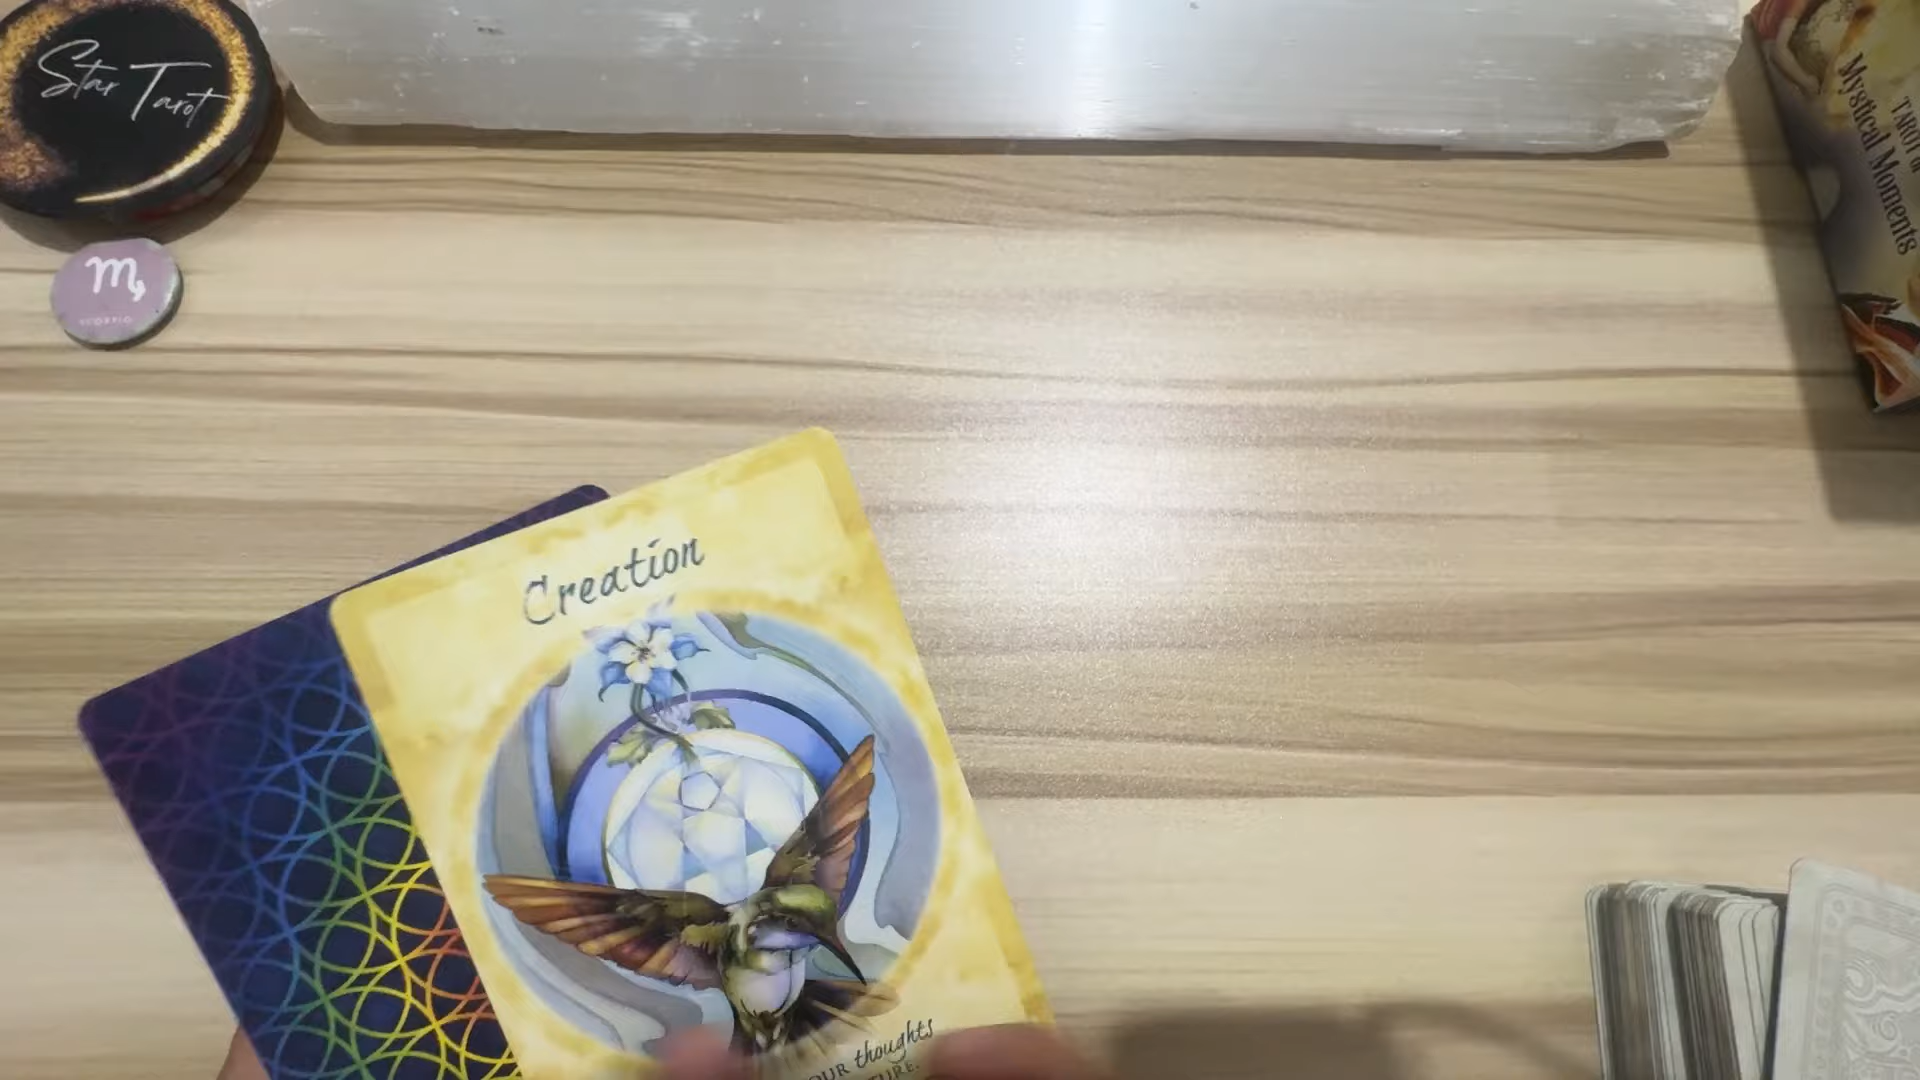 Star Tarot
SCORPIO
TAROT of
Mystical Moments
Creation
OUR thoughts
TURE.